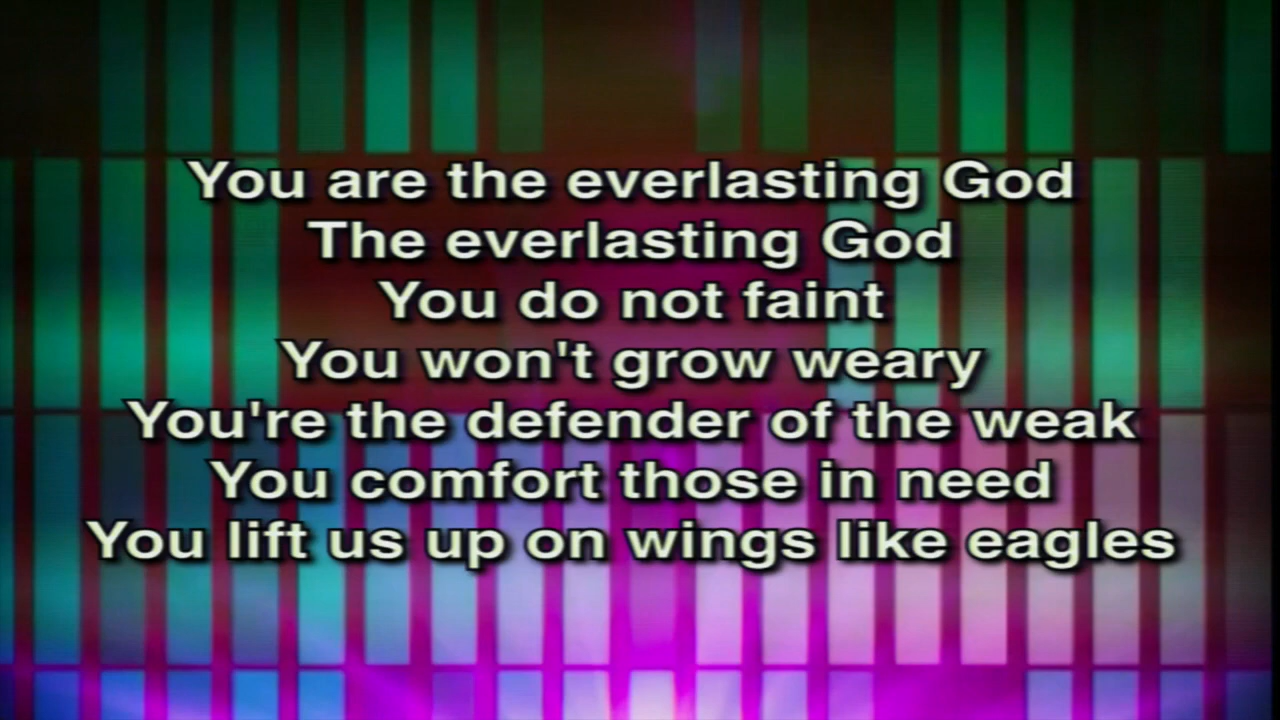 You are the everlasting God
The everlasting God
You do not faint
You won't grow weary
You're the defender of the weak
You comfort those in need
You lift us up on wings like eagles